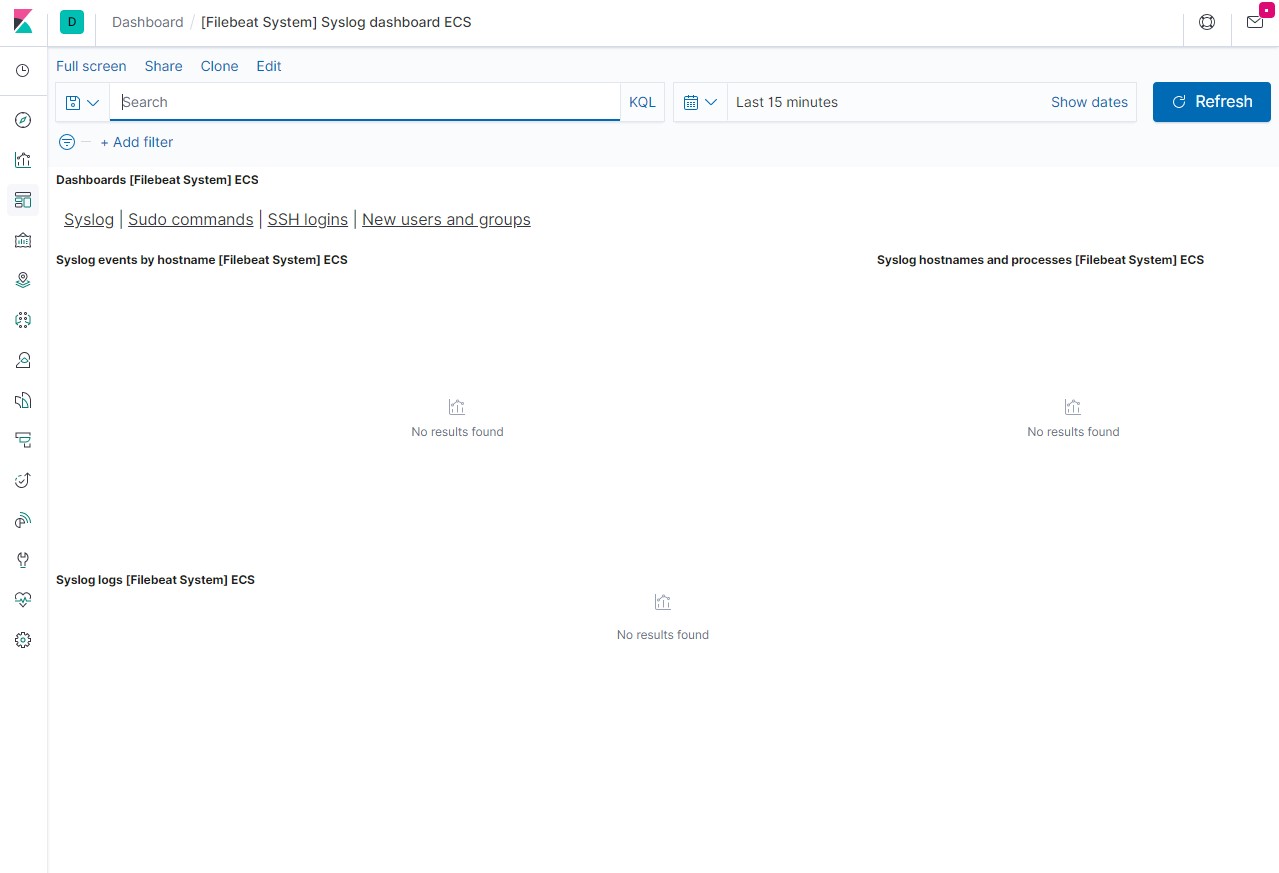 D Dashboard / [Filebeat System] Syslog dashboard ECS
Full screen Share Clone Edit
Search KQL Last 15 minutes Show dates Refresh
+ Add filter
Dashboards [Filebeat System] ECS
Syslog | Sudo commands | SSH logins | New users and groups
Syslog events by hostname [Filebeat System] ECS
Syslog hostnames and processes [Filebeat System] ECS
No results found
No results found
Syslog logs [Filebeat System] ECS
No results found